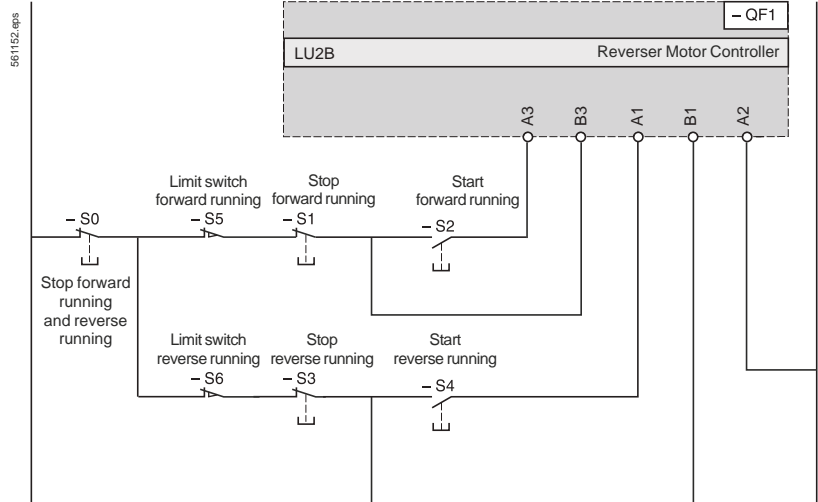 561152.eps
– QF1
LU2B
Reverser Motor Controller
A3
B3
A1
B1
A2
Limit switch
forward running
Stop
forward running
Start
forward running
– S0
– S5
– S1
– S2
Stop forward
running
and reverse
running
Limit switch
reverse running
Stop
reverse running
Start
reverse running
– S6
– S3
– S4